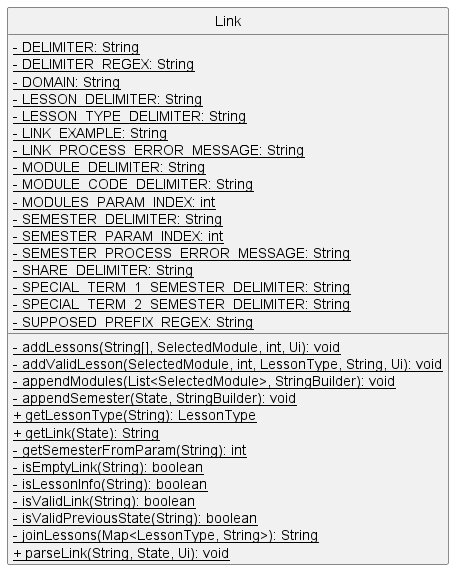 Link
- DELIMITER: String
- DELIMITER_REGEX: String
- DOMAIN: String
- LESSON_DELIMITER: String
- LESSON_TYPE_DELIMITER: String
- LINK_EXAMPLE: String
- LINK_PROCESS_ERROR_MESSAGE: String
- MODULE_DELIMITER: String
- MODULE_CODE_DELIMITER: String
- MODULES_PARAM_INDEX: int
- SEMESTER_DELIMITER: String
- SEMESTER_PARAM_INDEX: int
- SEMESTER_PROCESS_ERROR_MESSAGE: String
- SHARE_DELIMITER: String
- SPECIAL_TERM_1_SEMESTER_DELIMITER: String
- SPECIAL_TERM_2_SEMESTER_DELIMITER: String
- SUPPOSED_PREFIX_REGEX: String
- addLessons(String[], SelectedModule, int, Ui): void
- addValidLesson(SelectedModule, int, LessonType, String, Ui): void
- appendModules(List<SelectedModule>, StringBuilder): void
- appendSemester(State, StringBuilder): void
+ getLessonType(String): LessonType
+ getLink(State): String
- getSemesterFromParam(String): int
- isEmptyLink(String): boolean
- isLessonInfo(String): boolean
- isValidLink(String): boolean
- isValidPreviousState(String): boolean
- joinLessons(Map<LessonType, String>): String
+ parseLink(String, State, Ui): void